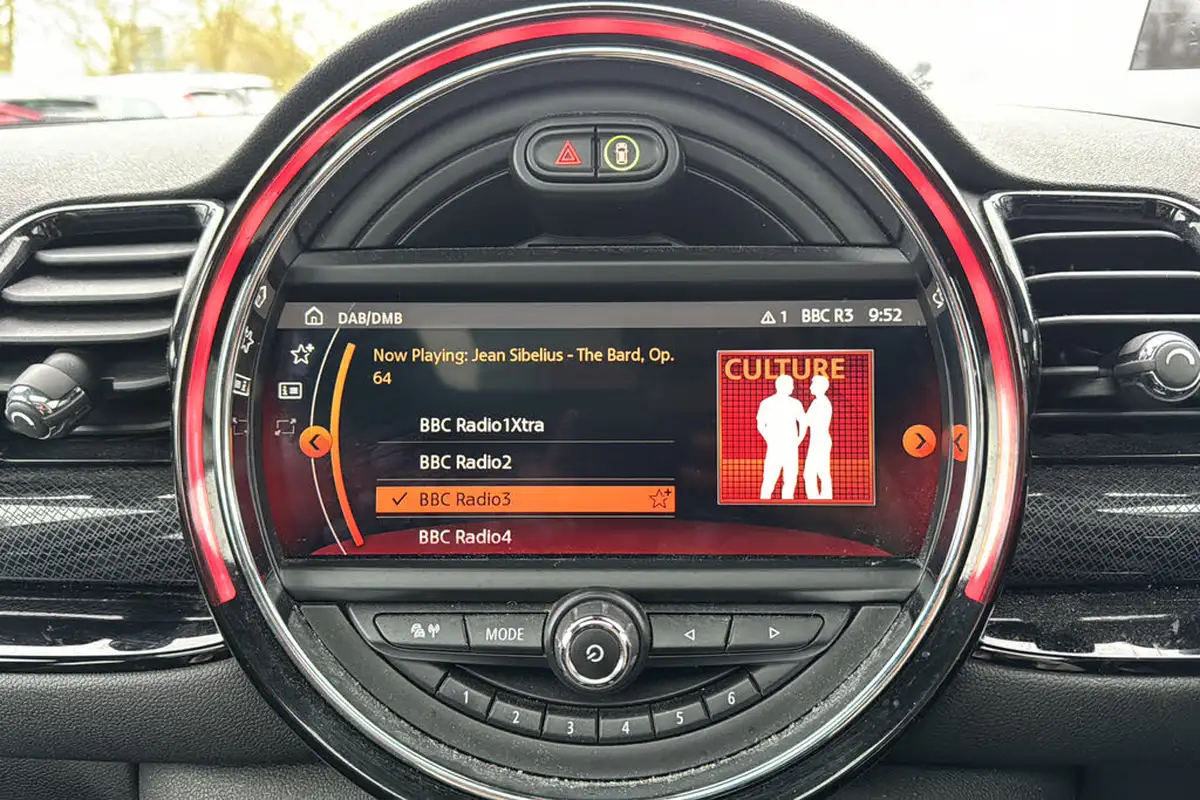 DAB/DMB 1 BBC R3 9:52
Now Playing: Jean Sibelius - The Bard, Op.
64
CULTURE
BBC Radio1Xtra
BBC Radio2
BBC Radio3
BBC Radio4
MODE
1 2 3 4 5 6